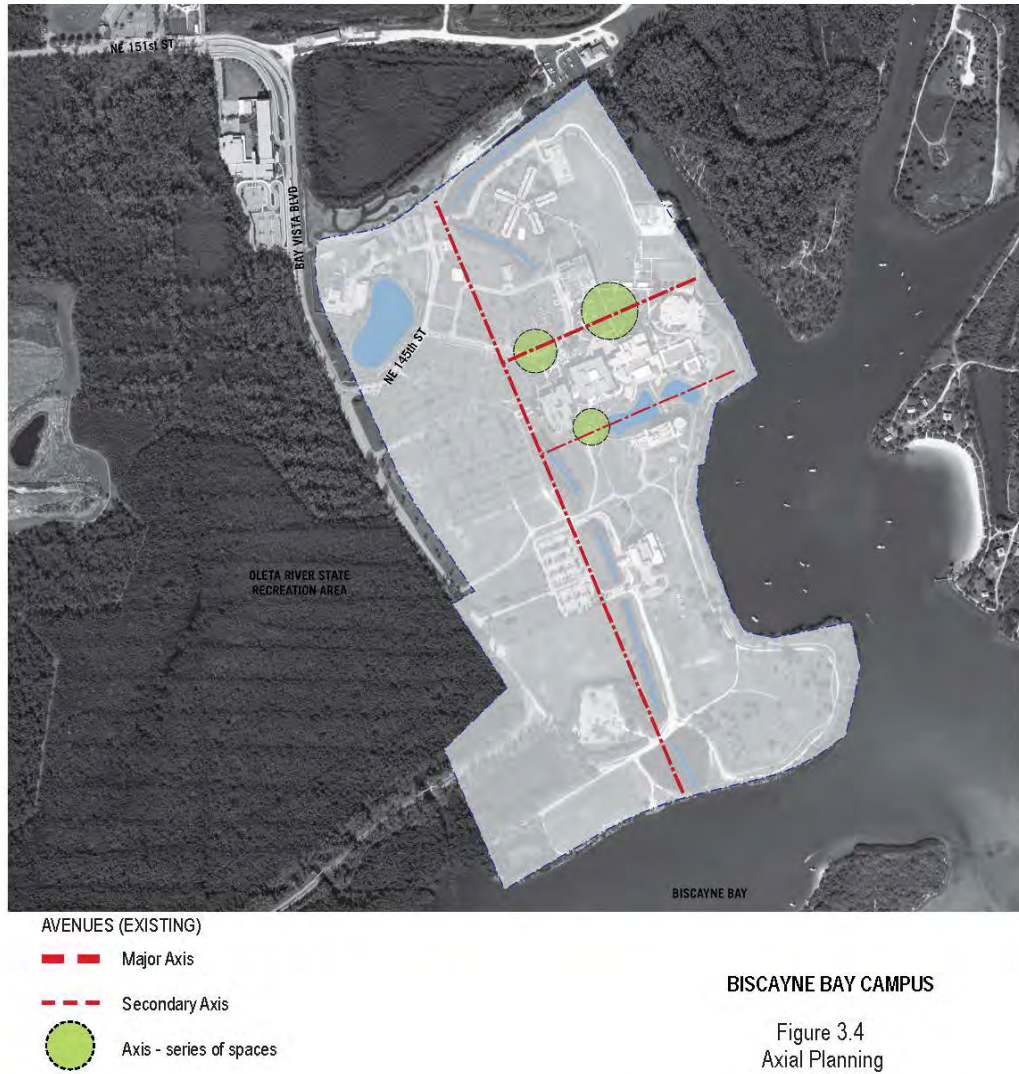 NE 151st ST
BAY VISTA BLVD
NE 145th ST
OLETA RIVER STATE
RECREATION AREA
BISCAYNE BAY
AVENUES (EXISTING)
Major Axis
Secondary Axis
Axis - series of spaces
BISCAYNE BAY CAMPUS
Figure 3.4
Axial Planning